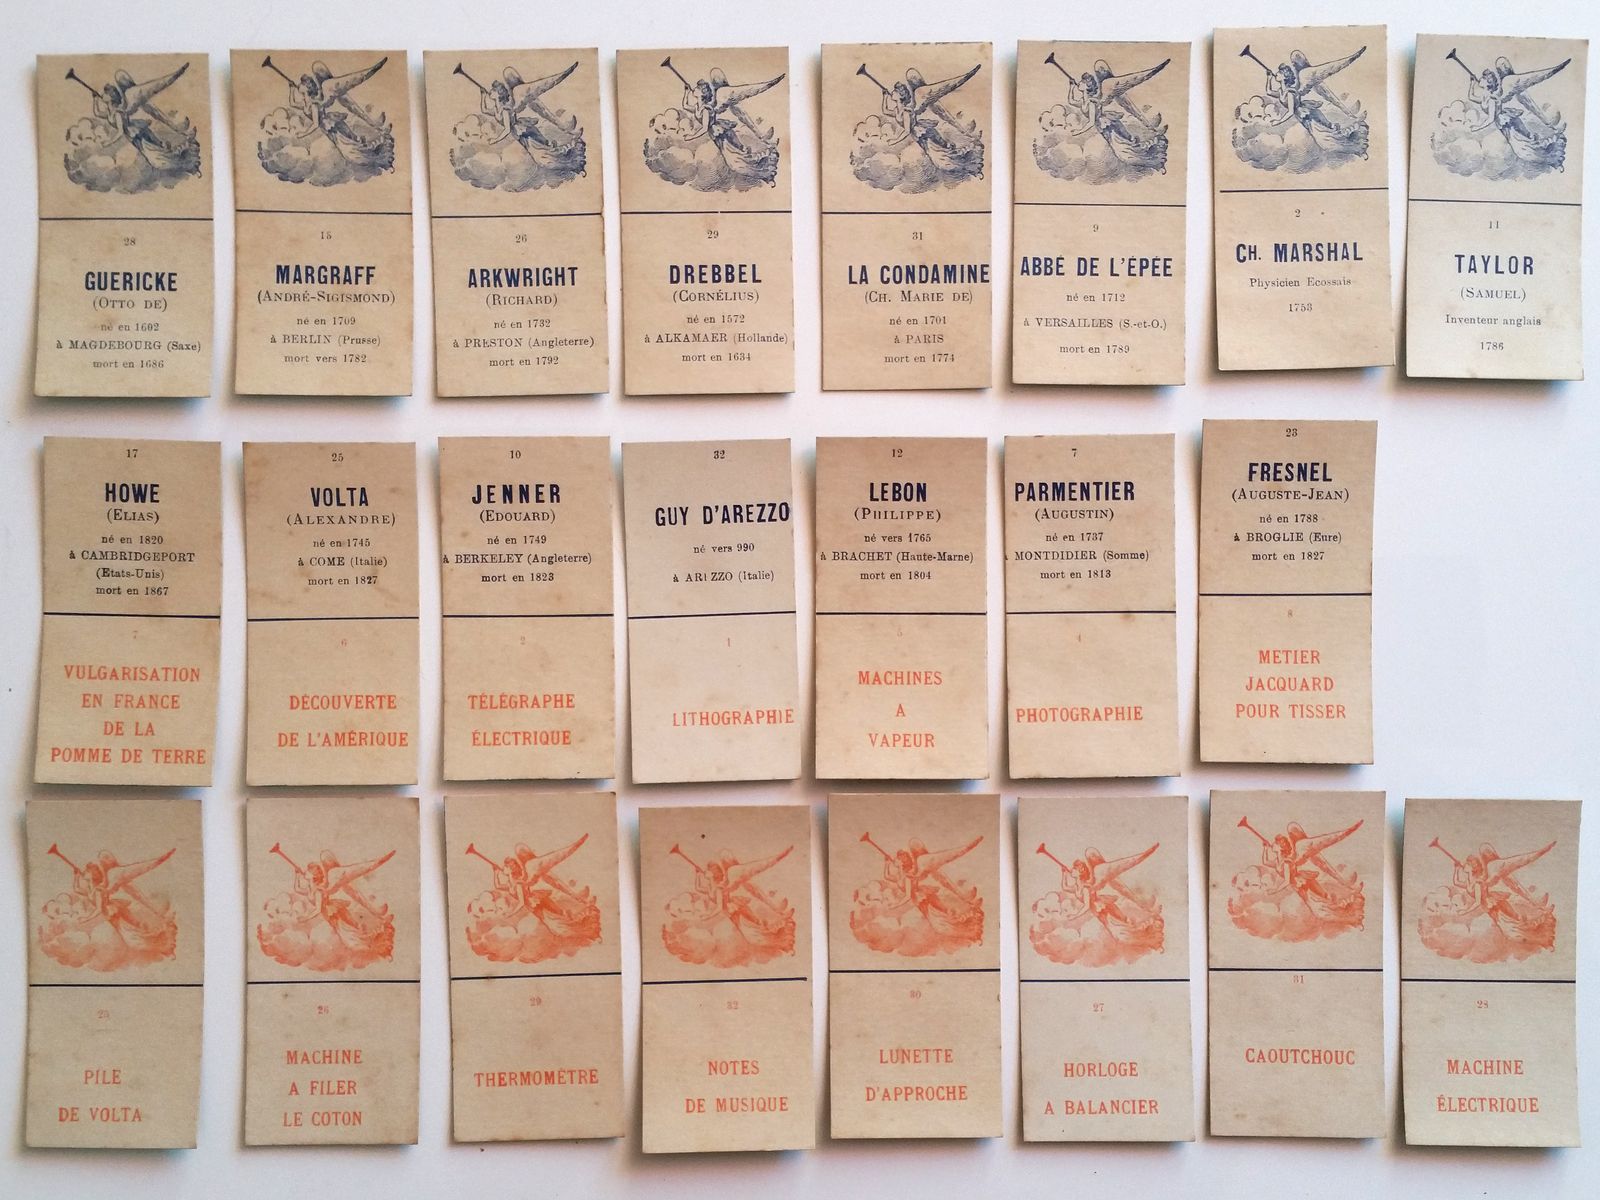 28
GUERICKE
(OTTO DE)
né en 1602
à MAGDEBOURG (Saxe)
mort en 1686
15
MARGRAFF
(ANDRÉ-SIGISMOND)
né en 1709
à BERLIN (Prusse)
mort vers 1782
26
ARKWRIGHT
(RICHARD)
né en 1732
à PRESTON (Angleterre)
mort en 1792
29
DREBBEL
(CORNÉLIUS)
né en 1572
à ALKAMAER (Hollande)
mort en 1634
31
LA CONDAMINE
(CH. MARIE DE)
né en 1701
à PARIS
mort en 1774
9
ABBÉ DE L'ÉPÉE
né en 1712
à VERSAILLES (S.-et-O.)
mort en 1789
2
CH. MARSHAL
Physicien Ecossais
1753
11
TAYLOR
(SAMUEL)
Inventeur anglais
1786
17
HOWE
(ELIAS)
né en 1820
à CAMBRIDGEPORT
(Etats-Unis)
mort en 1867
7
VULGARISATION
EN FRANCE
DE LA
POMME DE TERRE
25
VOLTA
(ALEXANDRE)
né en 1745
à COME (Italie)
mort en 1827
6
DÉCOUVERTE
DE L'AMÉRIQUE
10
JENNER
(EDOUARD)
né en 1749
à BERKELEY (Angleterre)
mort en 1823
2
TÉLÉGRAPHE
ÉLECTRIQUE
32
GUY D'AREZZO
né vers 990
à AREZZO (Italie)
1
LITHOGRAPHIE
12
LEBON
(PHILIPPE)
né vers 1765
à BRACHET (Haute-Marne)
mort en 1804
5
MACHINES
A
VAPEUR
7
PARMENTIER
(AUGUSTIN)
né en 1737
à MONTDIDIER (Somme)
mort en 1813
4
PHOTOGRAPHIE
23
FRESNEL
(AUGUSTE-JEAN)
né en 1788
à BROGLIE (Eure)
mort en 1827
8
METIER
JACQUARD
POUR TISSER
25
PILE
DE VOLTA
26
MACHINE
A FILER
LE COTON
29
THERMOMÈTRE
32
NOTES
DE MUSIQUE
30
LUNETTE
D'APPROCHE
27
HORLOGE
A BALANCIER
31
CAOUTCHOUC
28
MACHINE
ÉLECTRIQUE